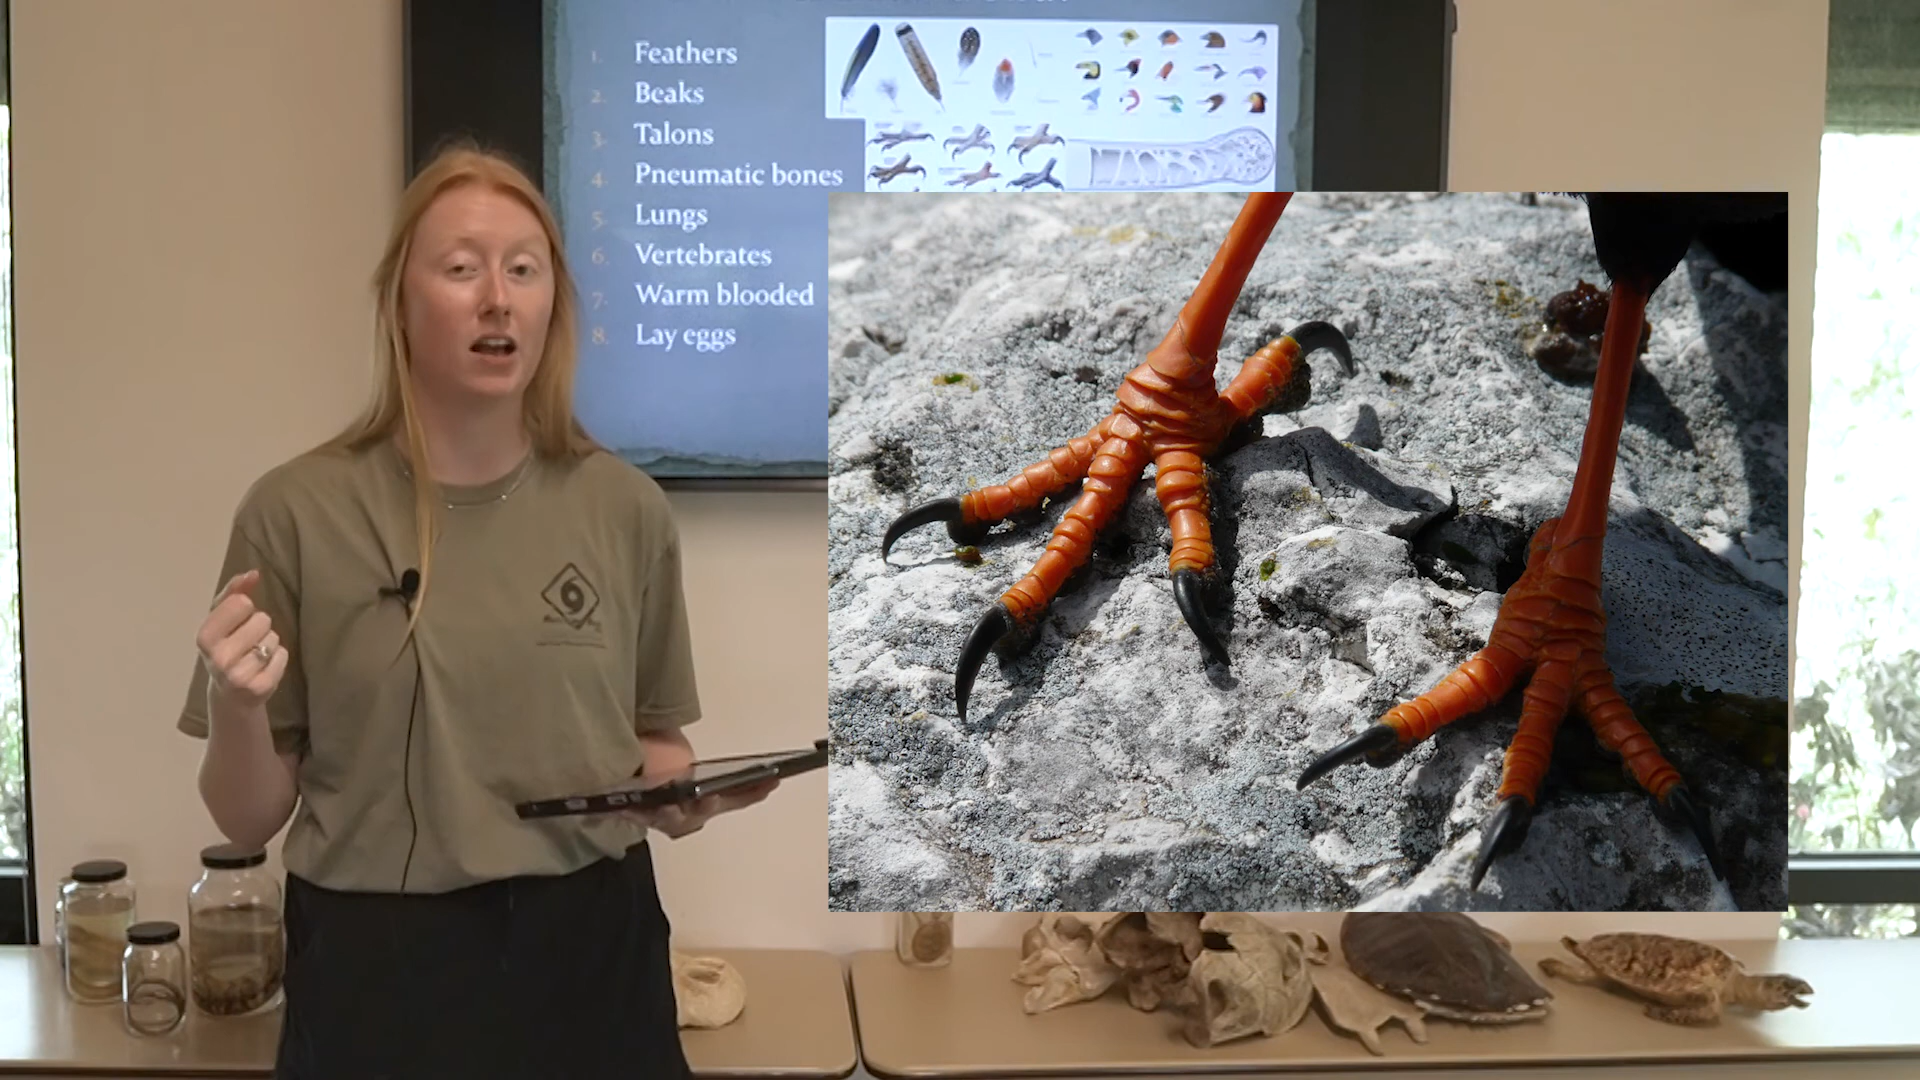 1. Feathers
2. Beaks
3. Talons
4. Pneumatic bones
5. Lungs
6. Vertebrates
7. Warm blooded
8. Lay eggs